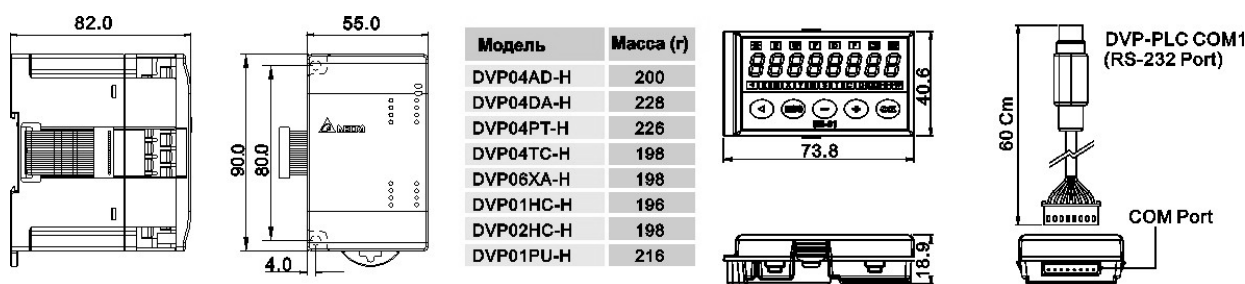 82.0
55.0
90.0
80.0
4.0
Модель Масса (г)
DVP04AD-H 200
DVP04DA-H 228
DVP04PT-H 226
DVP04TC-H 198
DVP06XA-H 198
DVP01HC-H 196
DVP02HC-H 198
DVP01PU-H 216
40.6
73.8
18.9
60 Cm
DVP-PLC COM1
(RS-232 Port)
COM Port